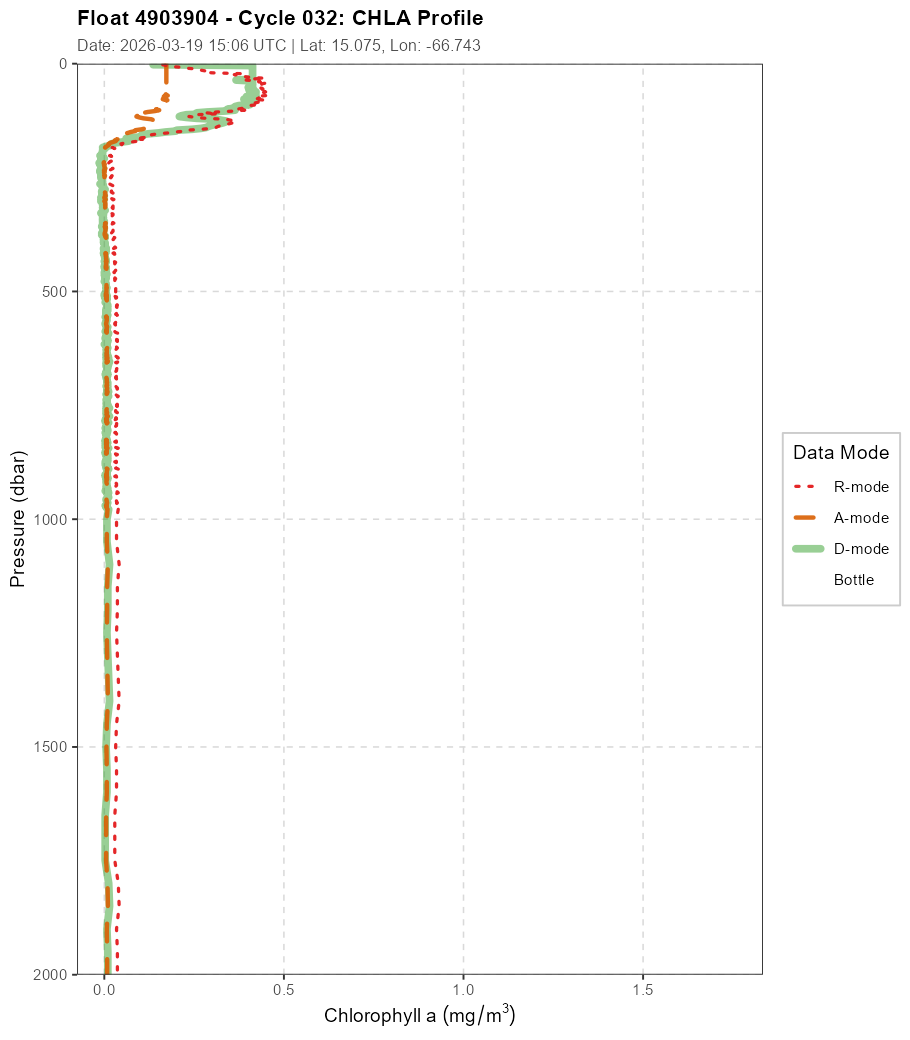 Float 4903904 - Cycle 032: CHLA Profile
Date: 2026-03-19 15:06 UTC | Lat: 15.075, Lon: -66.743
0
500
1000
1500
2000
Pressure (dbar)
0.0 0.5 1.0 1.5
Chlorophyll a (mg/m³)
Data Mode
R-mode
A-mode
D-mode
Bottle